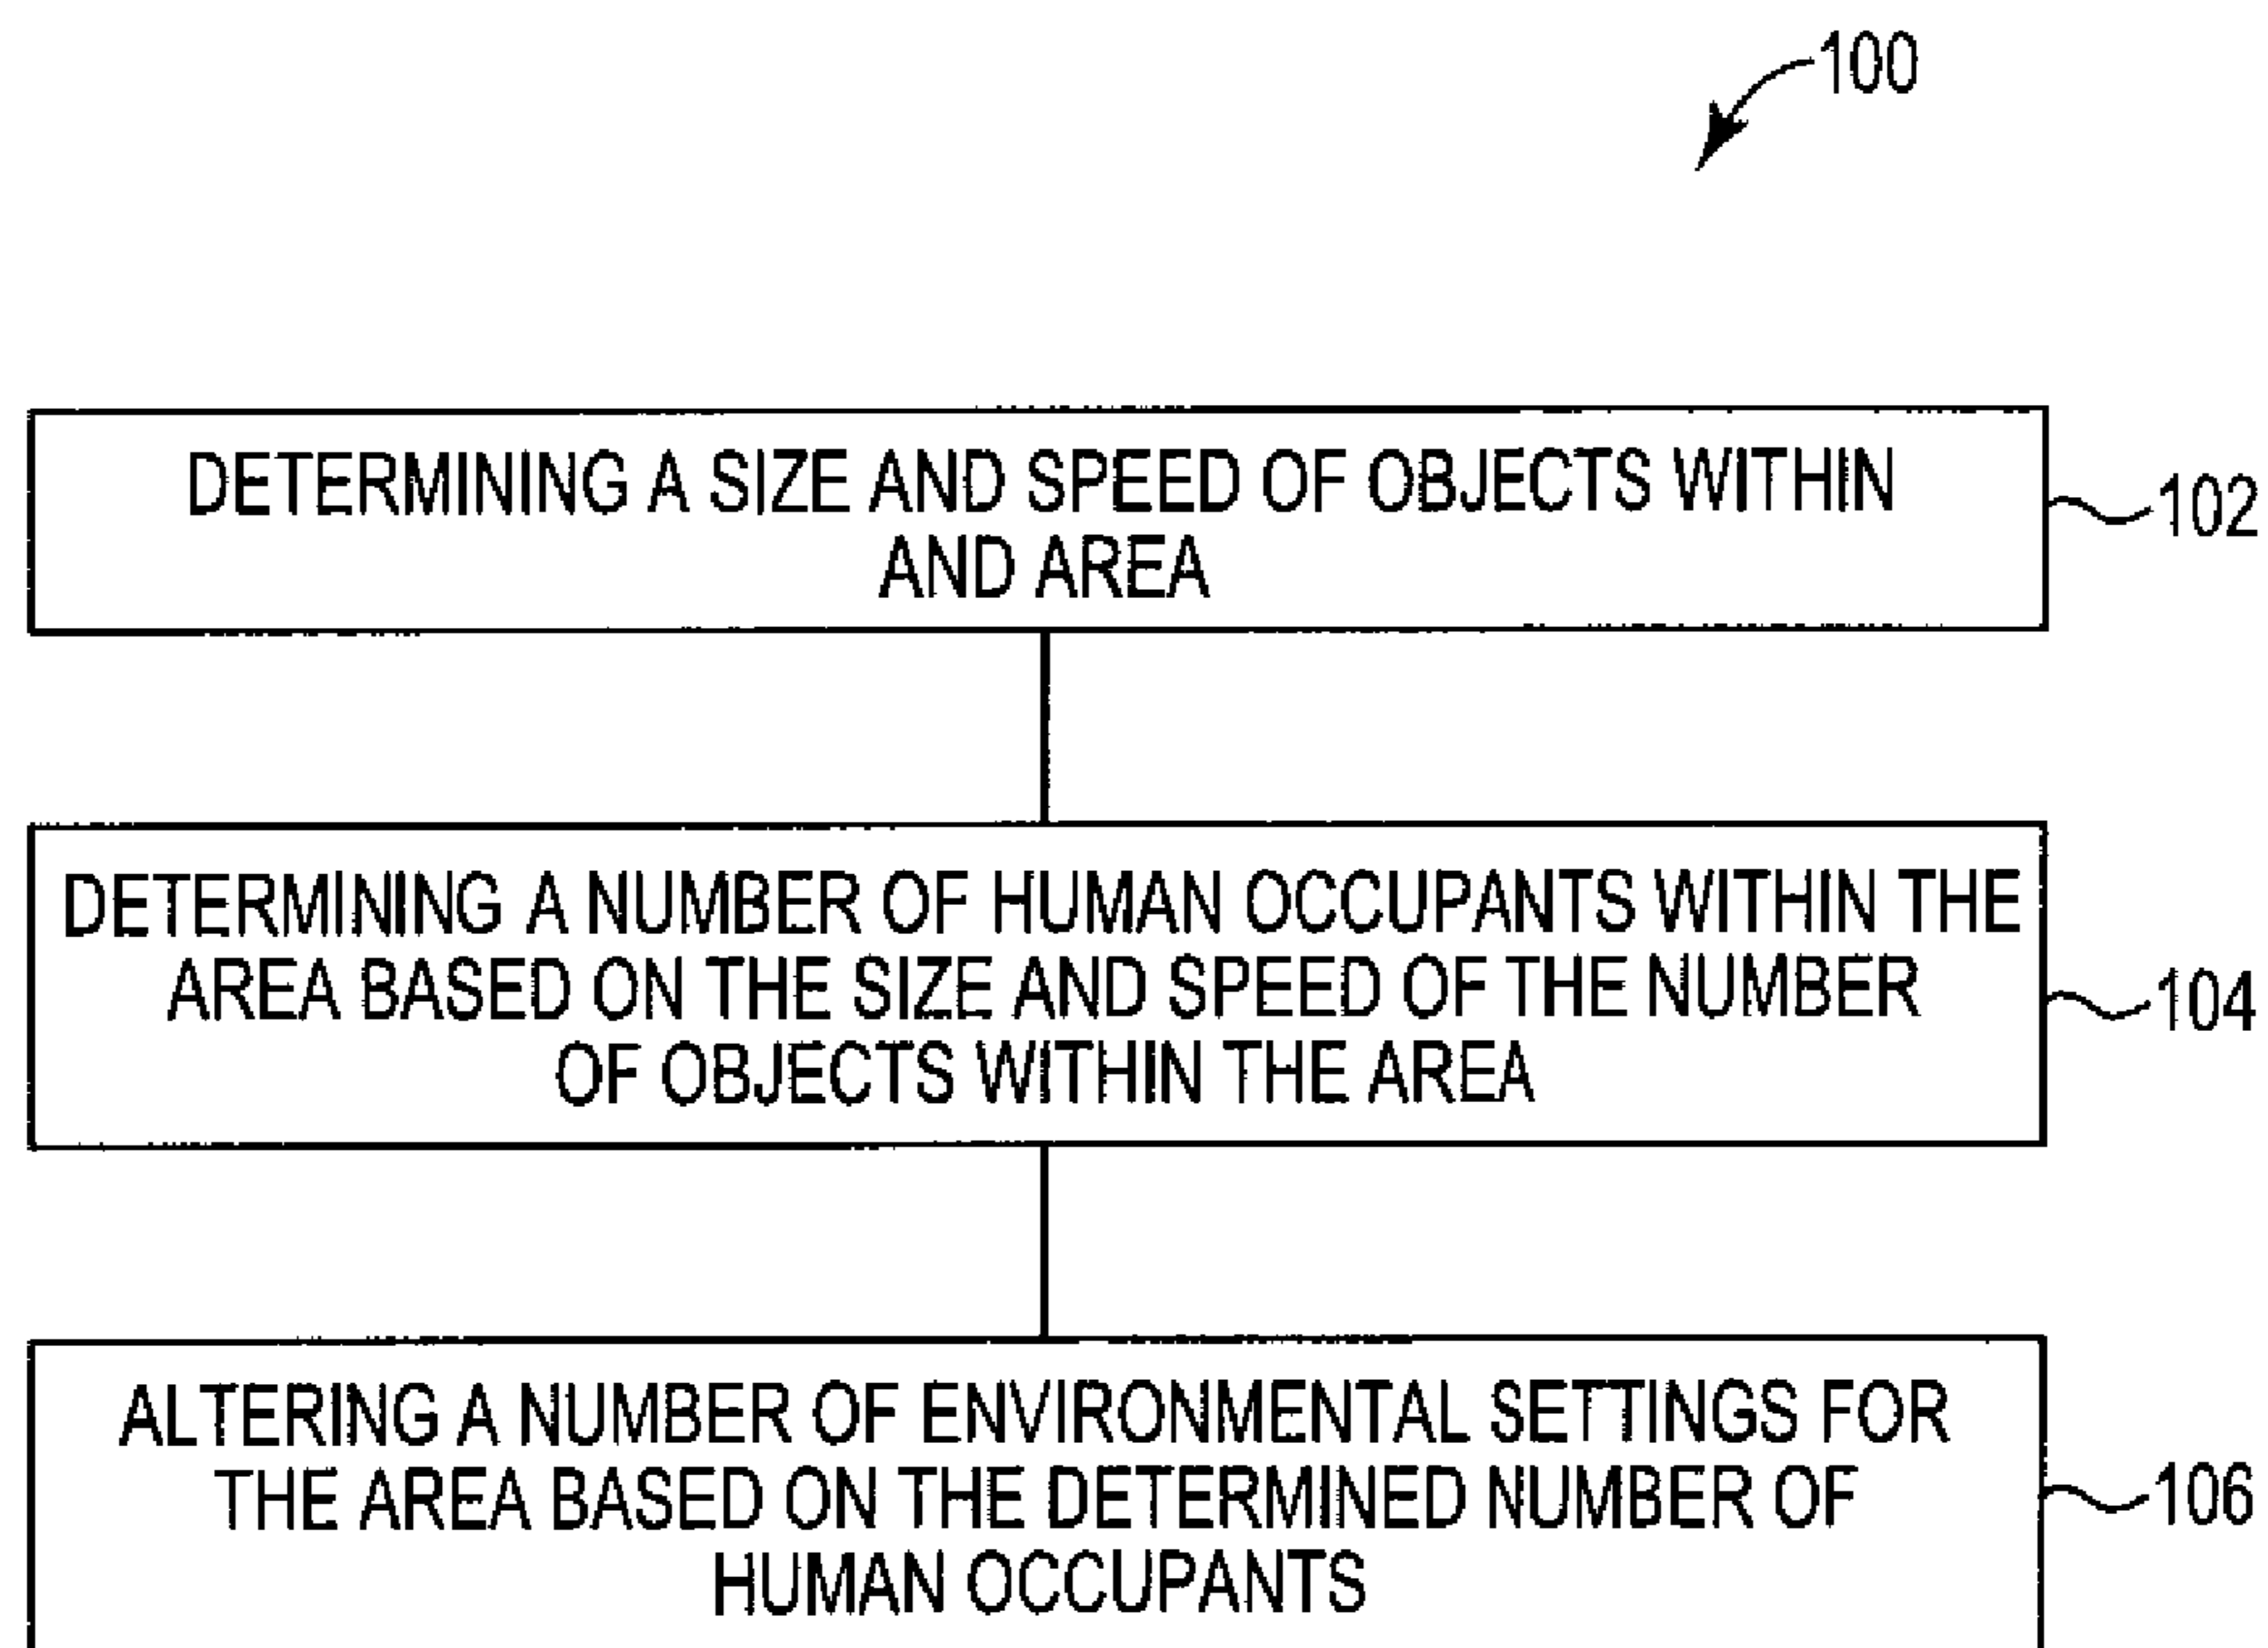 100
DETERMINING A SIZE AND SPEED OF OBJECTS WITHIN
AND AREA
102
DETERMINING A NUMBER OF HUMAN OCCUPANTS WITHIN THE
AREA BASED ON THE SIZE AND SPEED OF THE NUMBER
OF OBJECTS WITHIN THE AREA
104
ALTERING A NUMBER OF ENVIRONMENTAL SETTINGS FOR
THE AREA BASED ON THE DETERMINED NUMBER OF
HUMAN OCCUPANTS
106